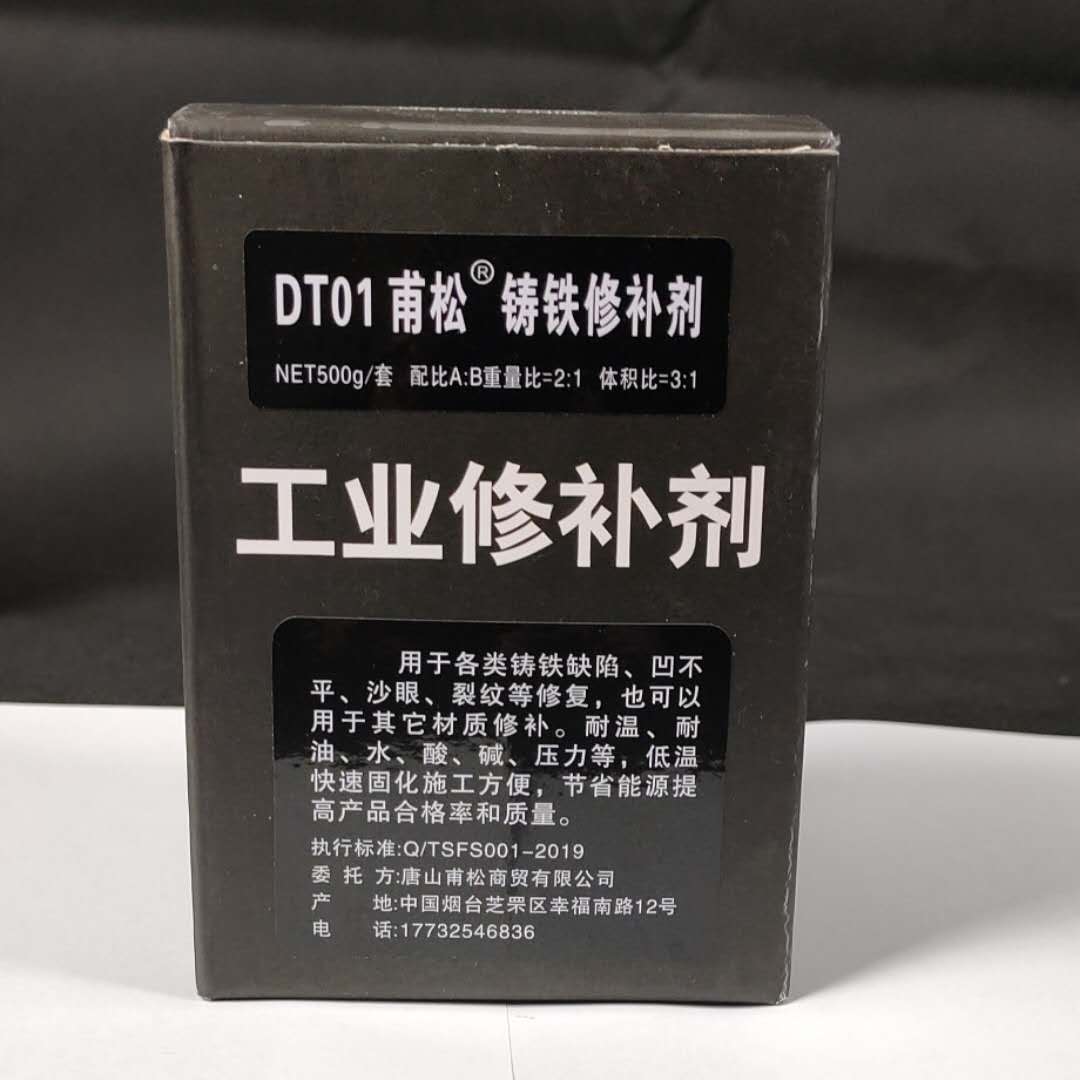 DT01 甫松® 铸铁修补剂
NET500g/套 配比A:B重量比=2:1 体积比=3:1
工业修补剂
用于各类铸铁缺陷、凹不
平、沙眼、裂纹等修复，也可以
用于其它材质修补。耐温、耐
油、水、酸、碱、压力等，低温
快速固化施工方便，节省能源提
高产品合格率和质量。
执行标准:Q/TSFS001-2019
委 托 方:唐山甫松商贸有限公司
产 地:中国烟台芝罘区幸福南路12号
电 话:17732546836